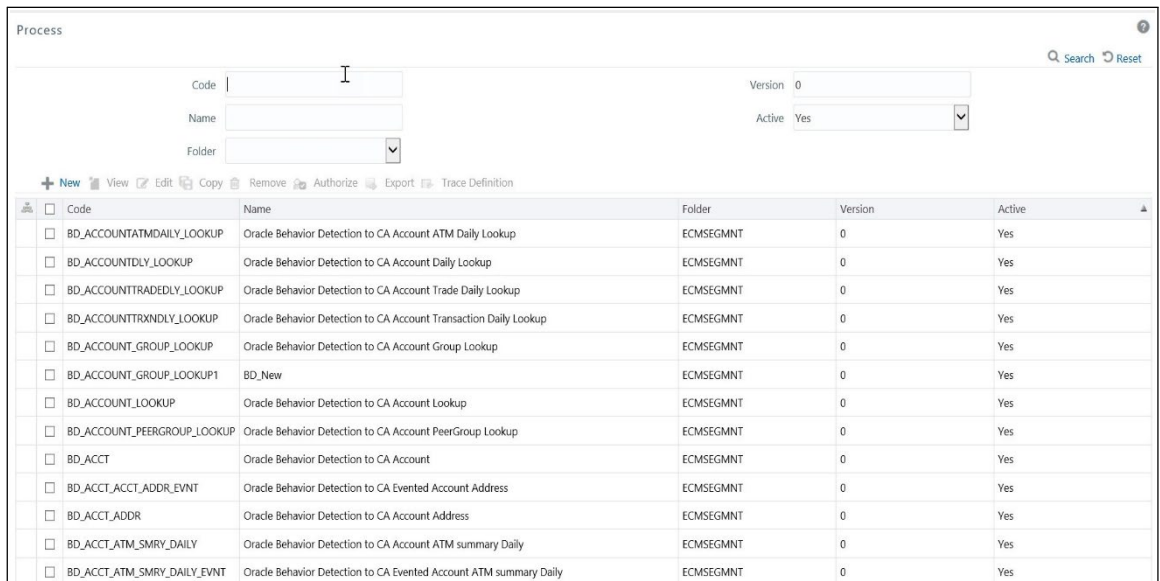 Process
Search Reset
Code Version 0
Name Active Yes
Folder
New View Edit Copy Remove Authorize Export Trace Definition
Code Name Folder Version Active
BD_ACCOUNTATMDAILY_LOOKUP Oracle Behavior Detection to CA Account ATM Daily Lookup ECMSEGMNT 0 Yes
BD_ACCOUNTDLY_LOOKUP Oracle Behavior Detection to CA Account Daily Lookup ECMSEGMNT 0 Yes
BD_ACCOUNTTRADEDLY_LOOKUP Oracle Behavior Detection to CA Account Trade Daily Lookup ECMSEGMNT 0 Yes
BD_ACCOUNTTRXNDLY_LOOKUP Oracle Behavior Detection to CA Account Transaction Daily Lookup ECMSEGMNT 0 Yes
BD_ACCOUNT_GROUP_LOOKUP Oracle Behavior Detection to CA Account Group Lookup ECMSEGMNT 0 Yes
BD_ACCOUNT_GROUP_LOOKUP1 BD_New ECMSEGMNT 0 Yes
BD_ACCOUNT_LOOKUP Oracle Behavior Detection to CA Account Lookup ECMSEGMNT 0 Yes
BD_ACCOUNT_PEERGROUP_LOOKUP Oracle Behavior Detection to CA Account PeerGroup Lookup ECMSEGMNT 0 Yes
BD_ACCT Oracle Behavior Detection to CA Account ECMSEGMNT 0 Yes
BD_ACCT_ACCT_ADDR_EVNT Oracle Behavior Detection to CA Evented Account Address ECMSEGMNT 0 Yes
BD_ACCT_ADDR Oracle Behavior Detection to CA Account Address ECMSEGMNT 0 Yes
BD_ACCT_ATM_SMRY_DAILY Oracle Behavior Detection to CA Account ATM summary Daily ECMSEGMNT 0 Yes
BD_ACCT_ATM_SMRY_DAILY_EVNT Oracle Behavior Detection to CA Evented Account ATM summary Daily ECMSEGMNT 0 Yes